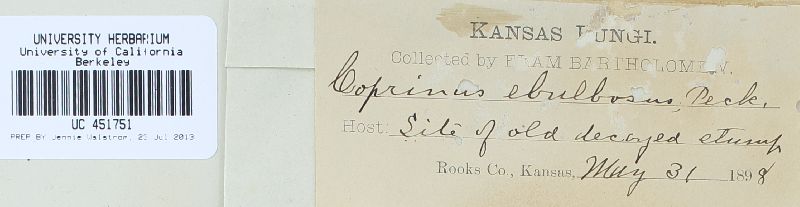 UNIVERSITY HERBARIUM
University of California
Berkeley
UC 451751
PREP BY Jennie Walstrom, 23 Jul 2013
KANSAS FUNGI.
Collected by ELAM BARTHOLOMEW.
Coprinus ebulbosus, Peck.
Host: Site of old decayed stump
Rooks Co., Kansas, May 31 1898